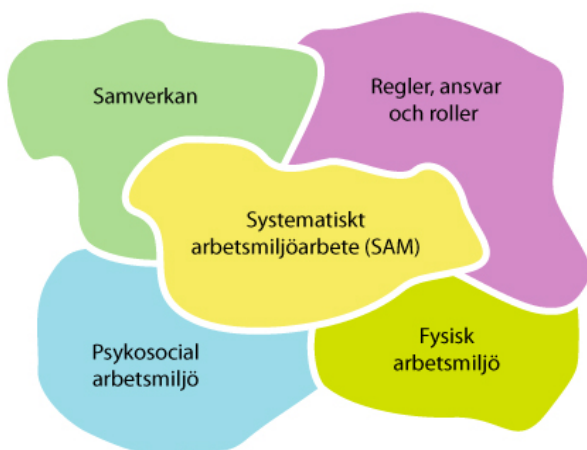 Samverkan
Regler, ansvar
och roller
Systematiskt
arbetsmiljöarbete (SAM)
Psykosocial
arbetsmiljö
Fysisk
arbetsmiljö